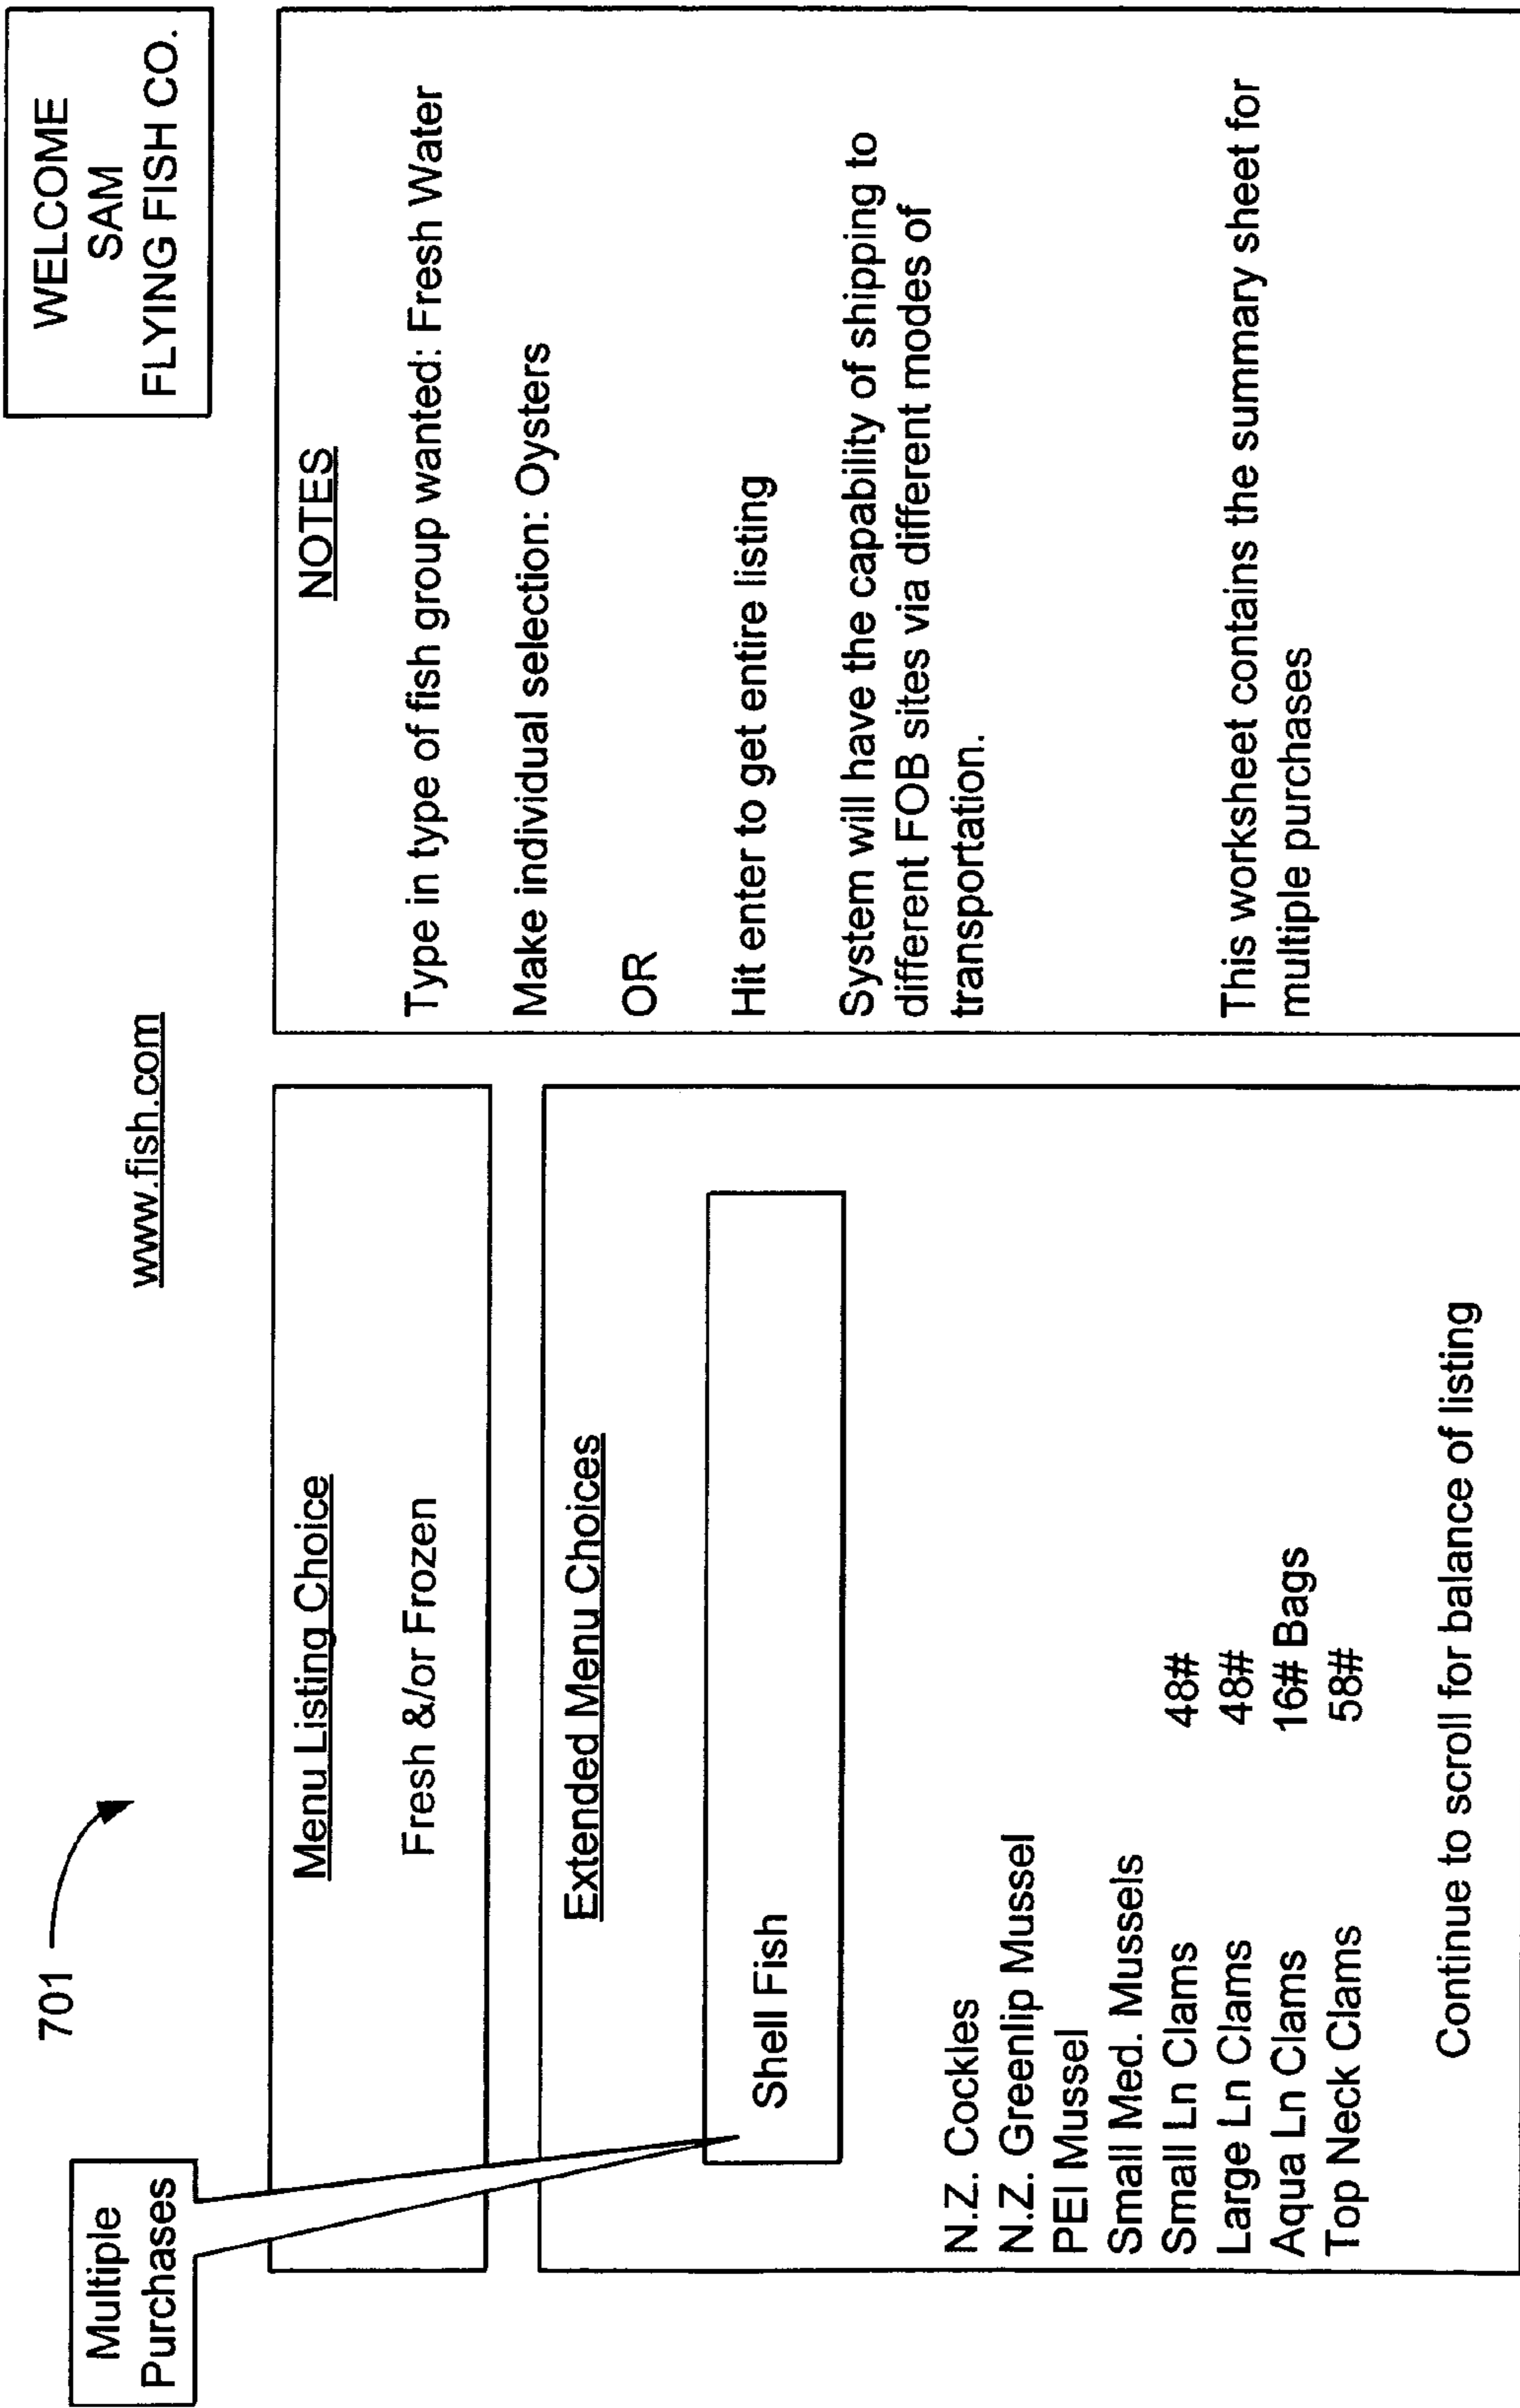 701
www.fish.com
WELCOME
SAM
FLYING FISH CO.
Multiple
Purchases
Menu Listing Choice
Fresh &/or Frozen
Extended Menu Choices
Shell Fish
N.Z. Cockles
N.Z. Greenlip Mussel
PEI Mussel
Small Med. Mussels
Small Ln Clams 48#
Large Ln Clams 48#
Aqua Ln Clams 16# Bags
Top Neck Clams 58#
Continue to scroll for balance of listing
NOTES
Type in type of fish group wanted: Fresh Water
Make individual selection: Oysters
OR
Hit enter to get entire listing
System will have the capability of shipping to
different FOB sites via different modes of
transportation.
This worksheet contains the summary sheet for
multiple purchases